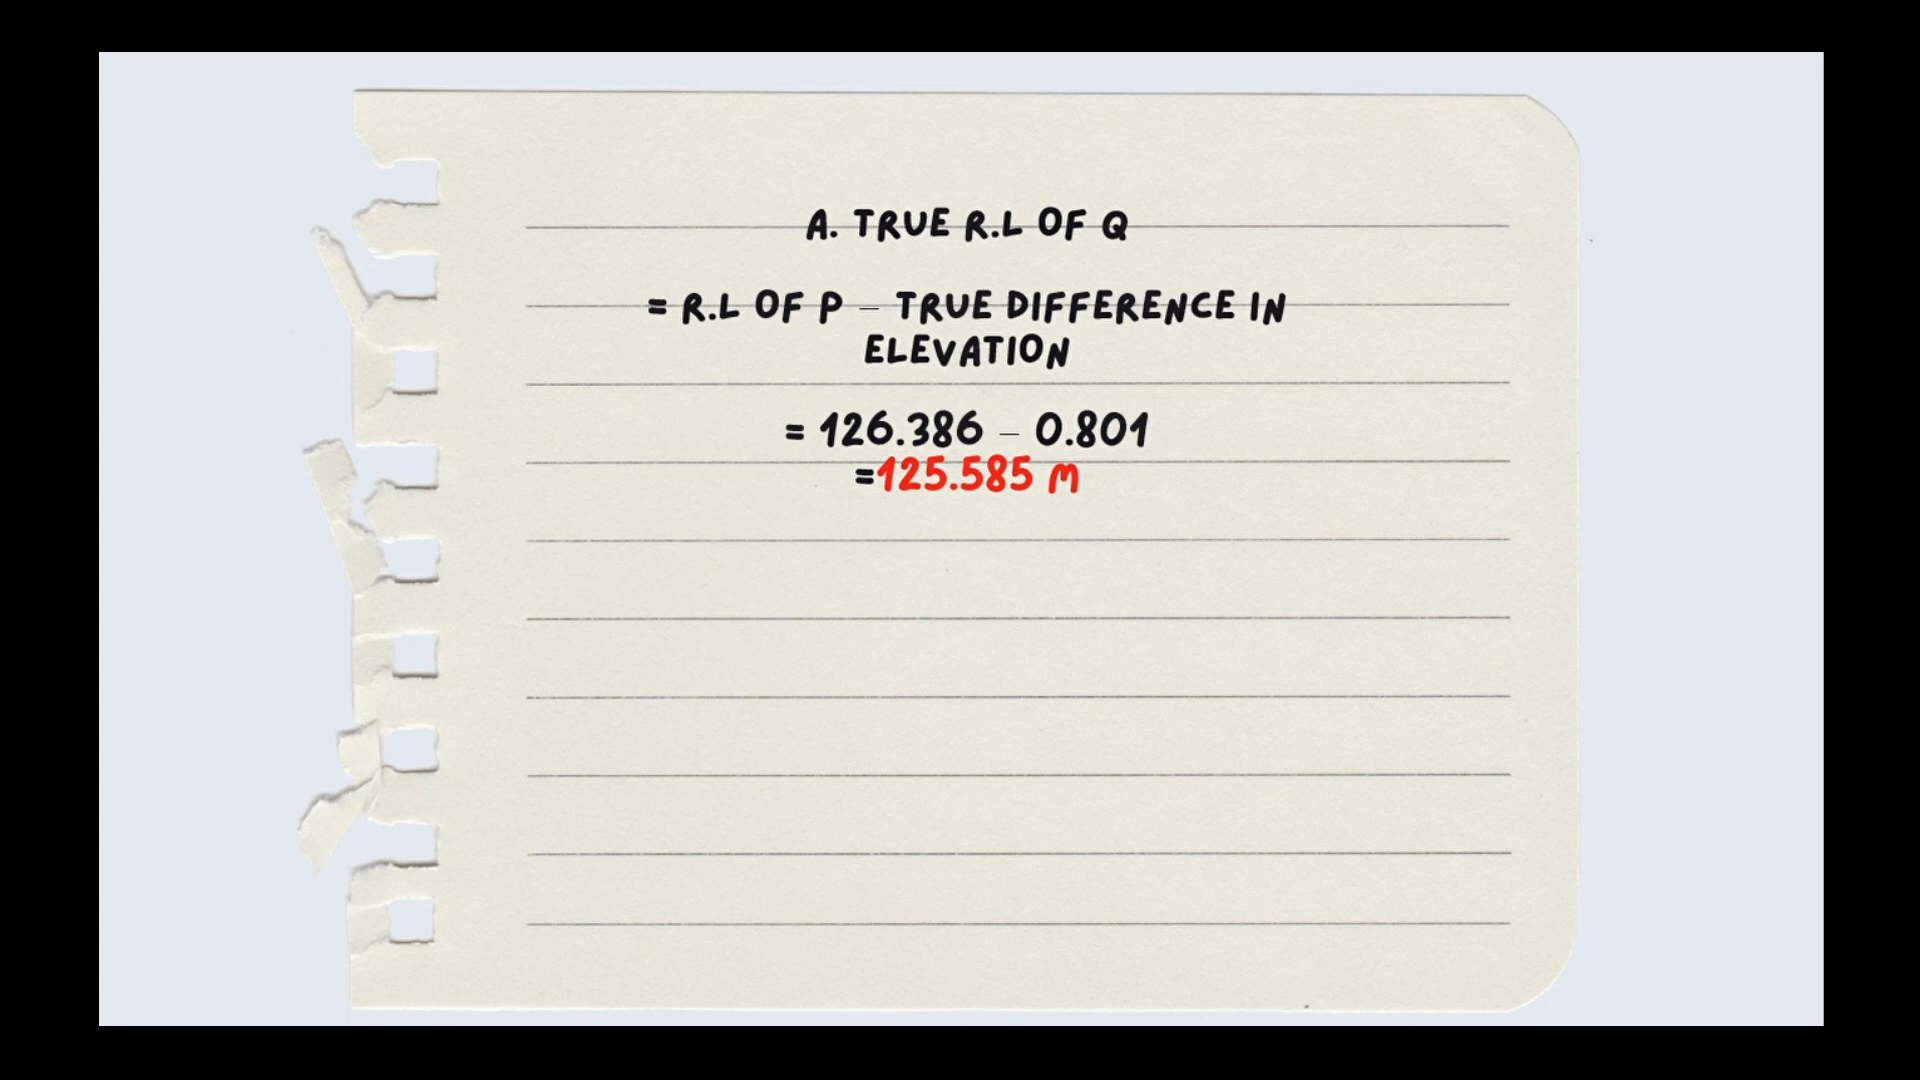 A. TRUE R.L OF Q
= R.L OF P – TRUE DIFFERENCE IN
ELEVATION
= 126.386 – 0.801
=125.585 M